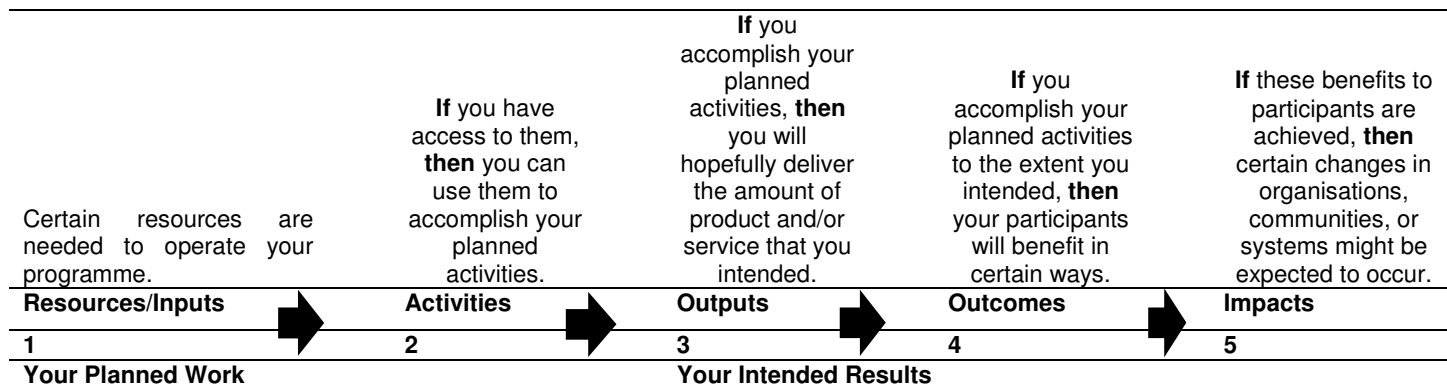 Certain resources are
needed to operate your
programme.
If you have
access to them,
then you can
use them to
accomplish your
planned
activities.
If you
accomplish your
planned
activities, then
you will
hopefully deliver
the amount of
product and/or
service that you
intended.
If you
accomplish your
planned activities
to the extent you
intended, then
your participants
will benefit in
certain ways.
If these benefits to
participants are
achieved, then
certain changes in
organisations,
communities, or
systems might be
expected to occur.
Resources/Inputs
Activities
Outputs
Outcomes
Impacts
1
2
3
4
5
Your Planned Work
Your Intended Results